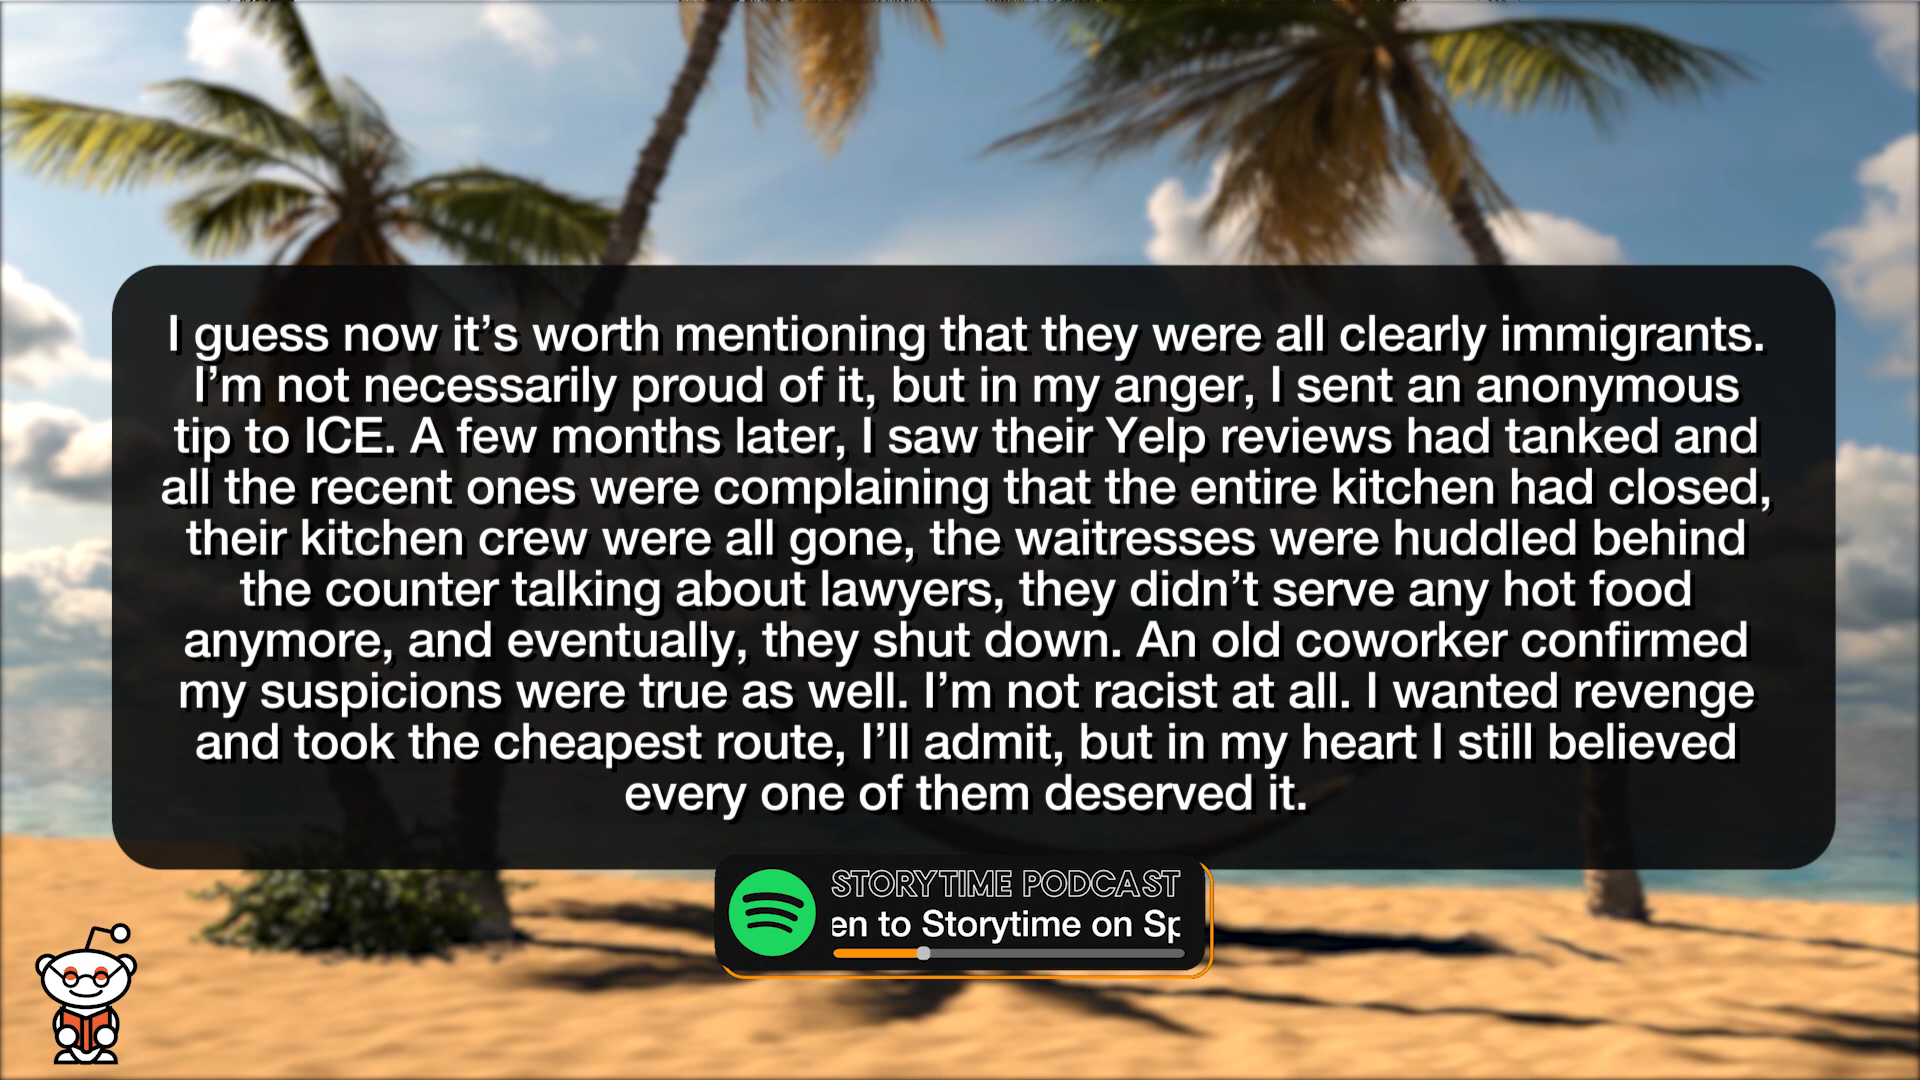 I guess now it’s worth mentioning that they were all clearly immigrants.
I’m not necessarily proud of it, but in my anger, I sent an anonymous
tip to ICE. A few months later, I saw their Yelp reviews had tanked and
all the recent ones were complaining that the entire kitchen had closed,
their kitchen crew were all gone, the waitresses were huddled behind
the counter talking about lawyers, they didn’t serve any hot food
anymore, and eventually, they shut down. An old coworker confirmed
my suspicions were true as well. I’m not racist at all. I wanted revenge
and took the cheapest route, I’ll admit, but in my heart I still believed
every one of them deserved it.
STORYTIME PODCAST
en to Storytime on Sp